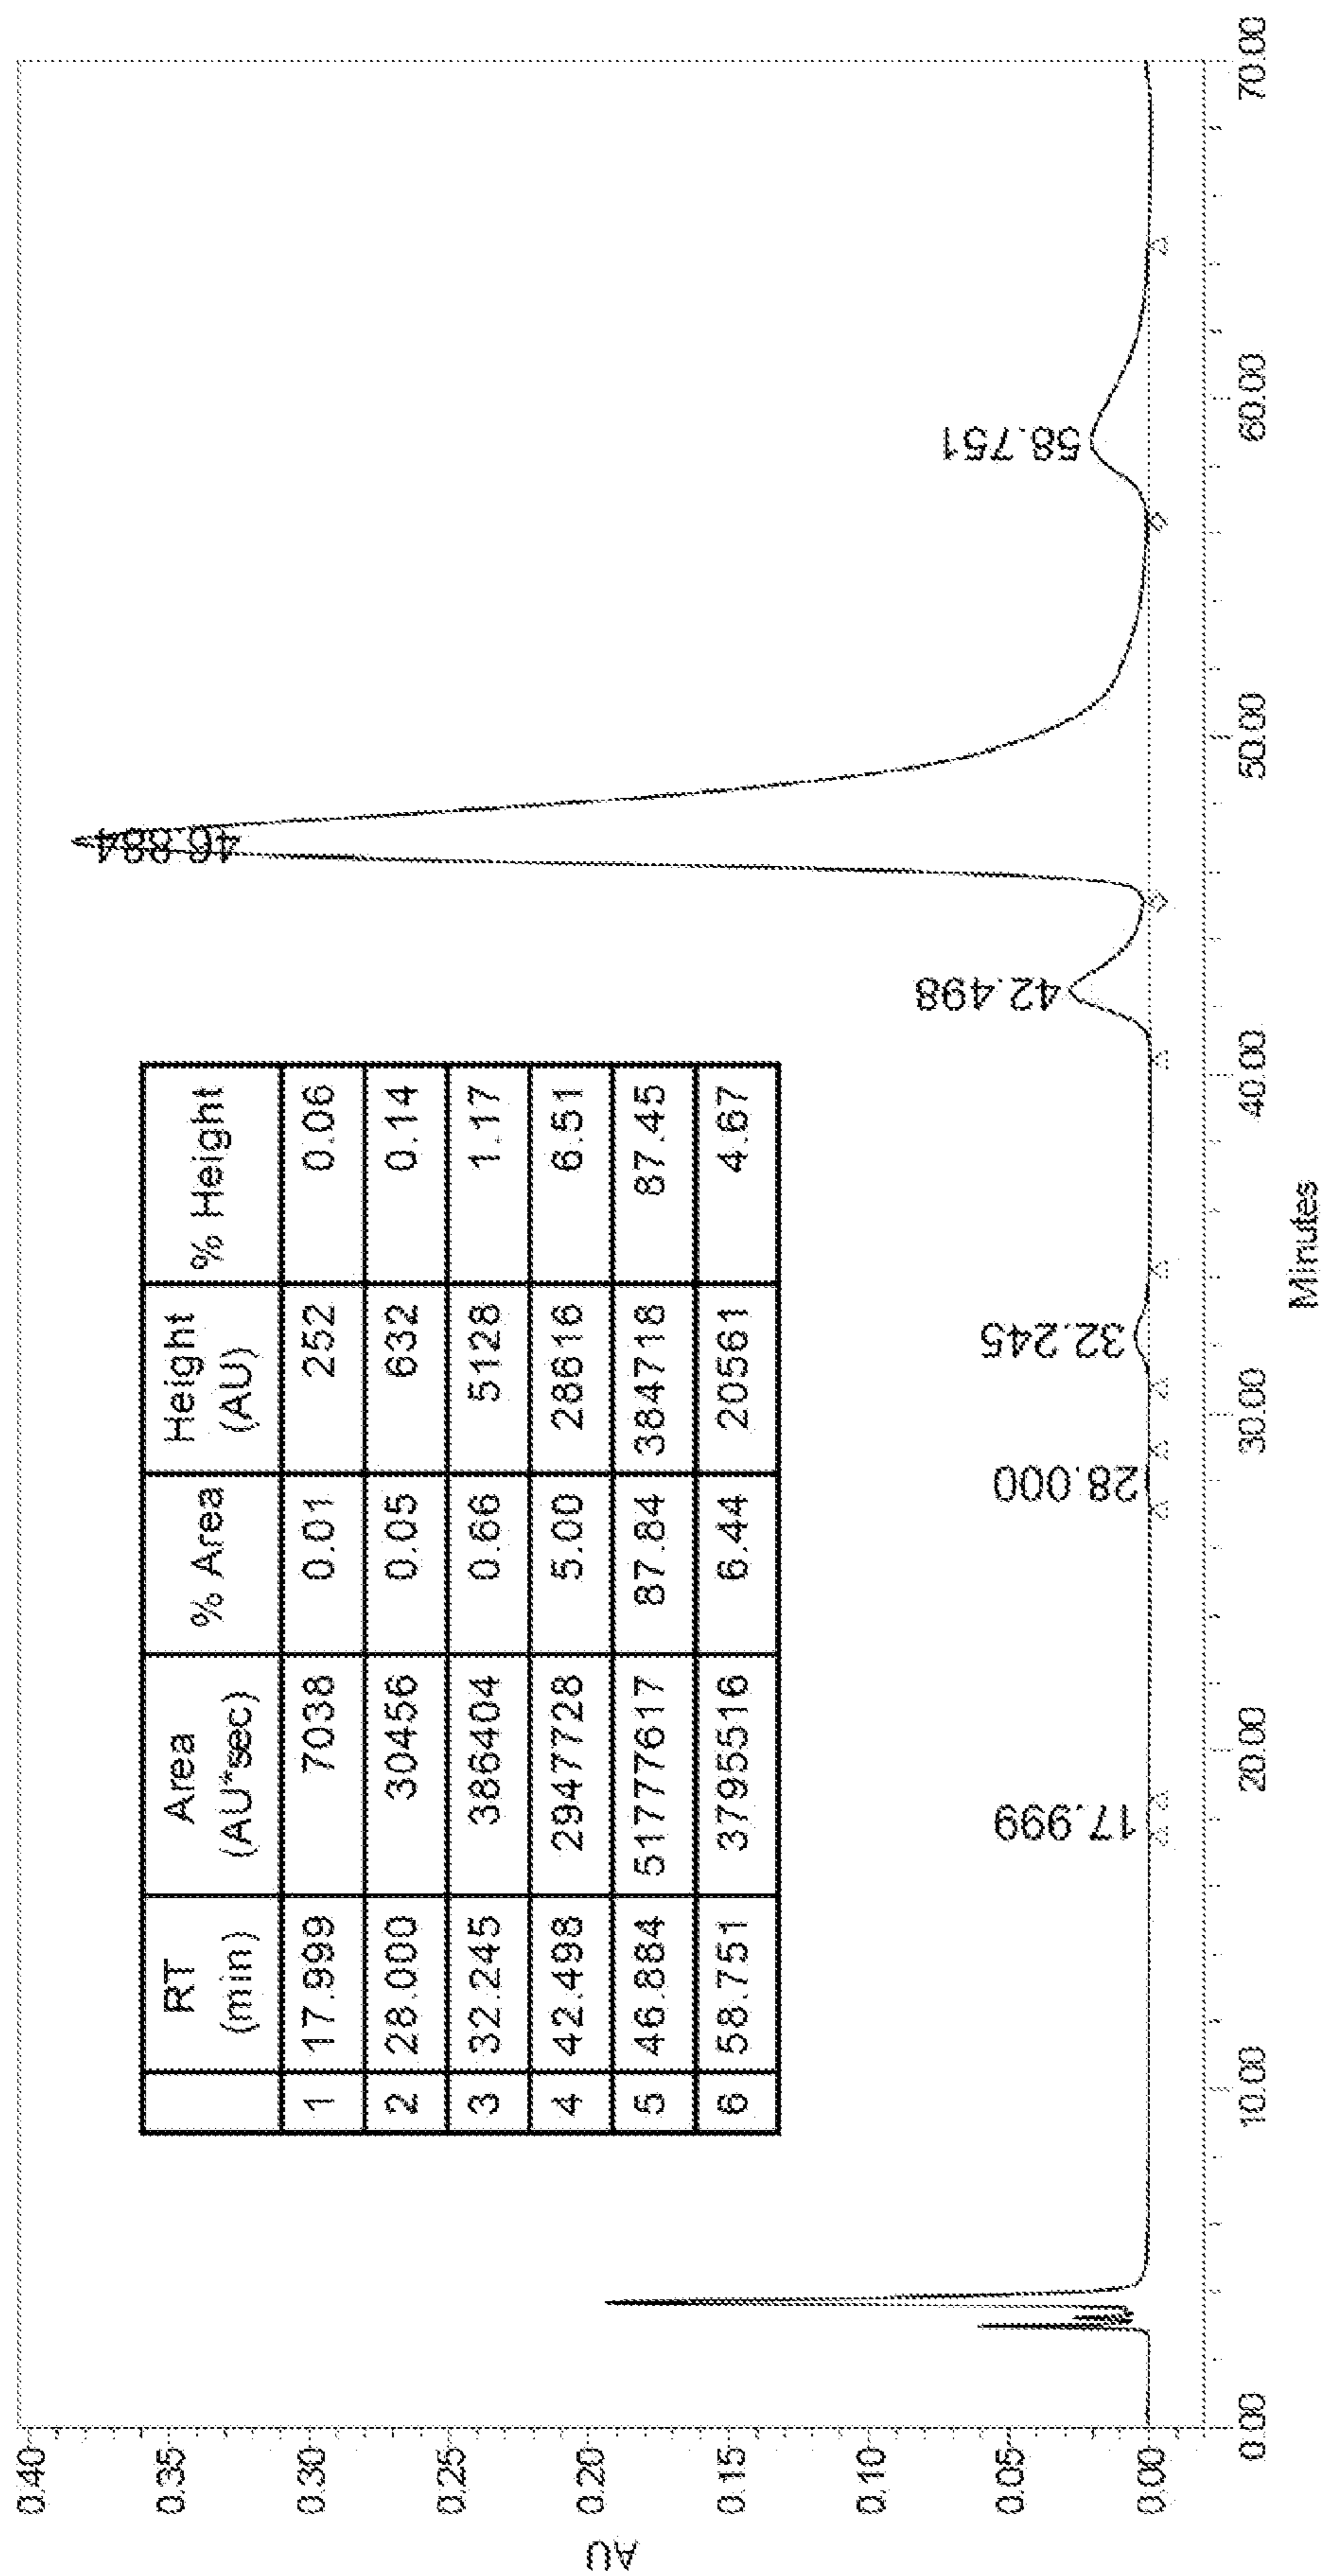 0.40
0.35
0.30
0.25
0.20
0.15
0.10
0.05
0.00
AU
RT (min) Area (AU*sec) % Area Height (AU) % Height
1 17.999 7038 0.01 252 0.06
2 28.000 30456 0.05 632 0.14
3 32.245 386404 0.66 5128 1.17
4 42.498 2947728 5.00 28616 6.51
5 46.884 51777617 87.84 384718 87.45
6 58.751 3795516 6.44 20561 4.67
17.999
28.000
32.245
42.498
46.884
58.751
0.00 10.00 20.00 30.00 40.00 50.00 60.00 70.00
Minutes